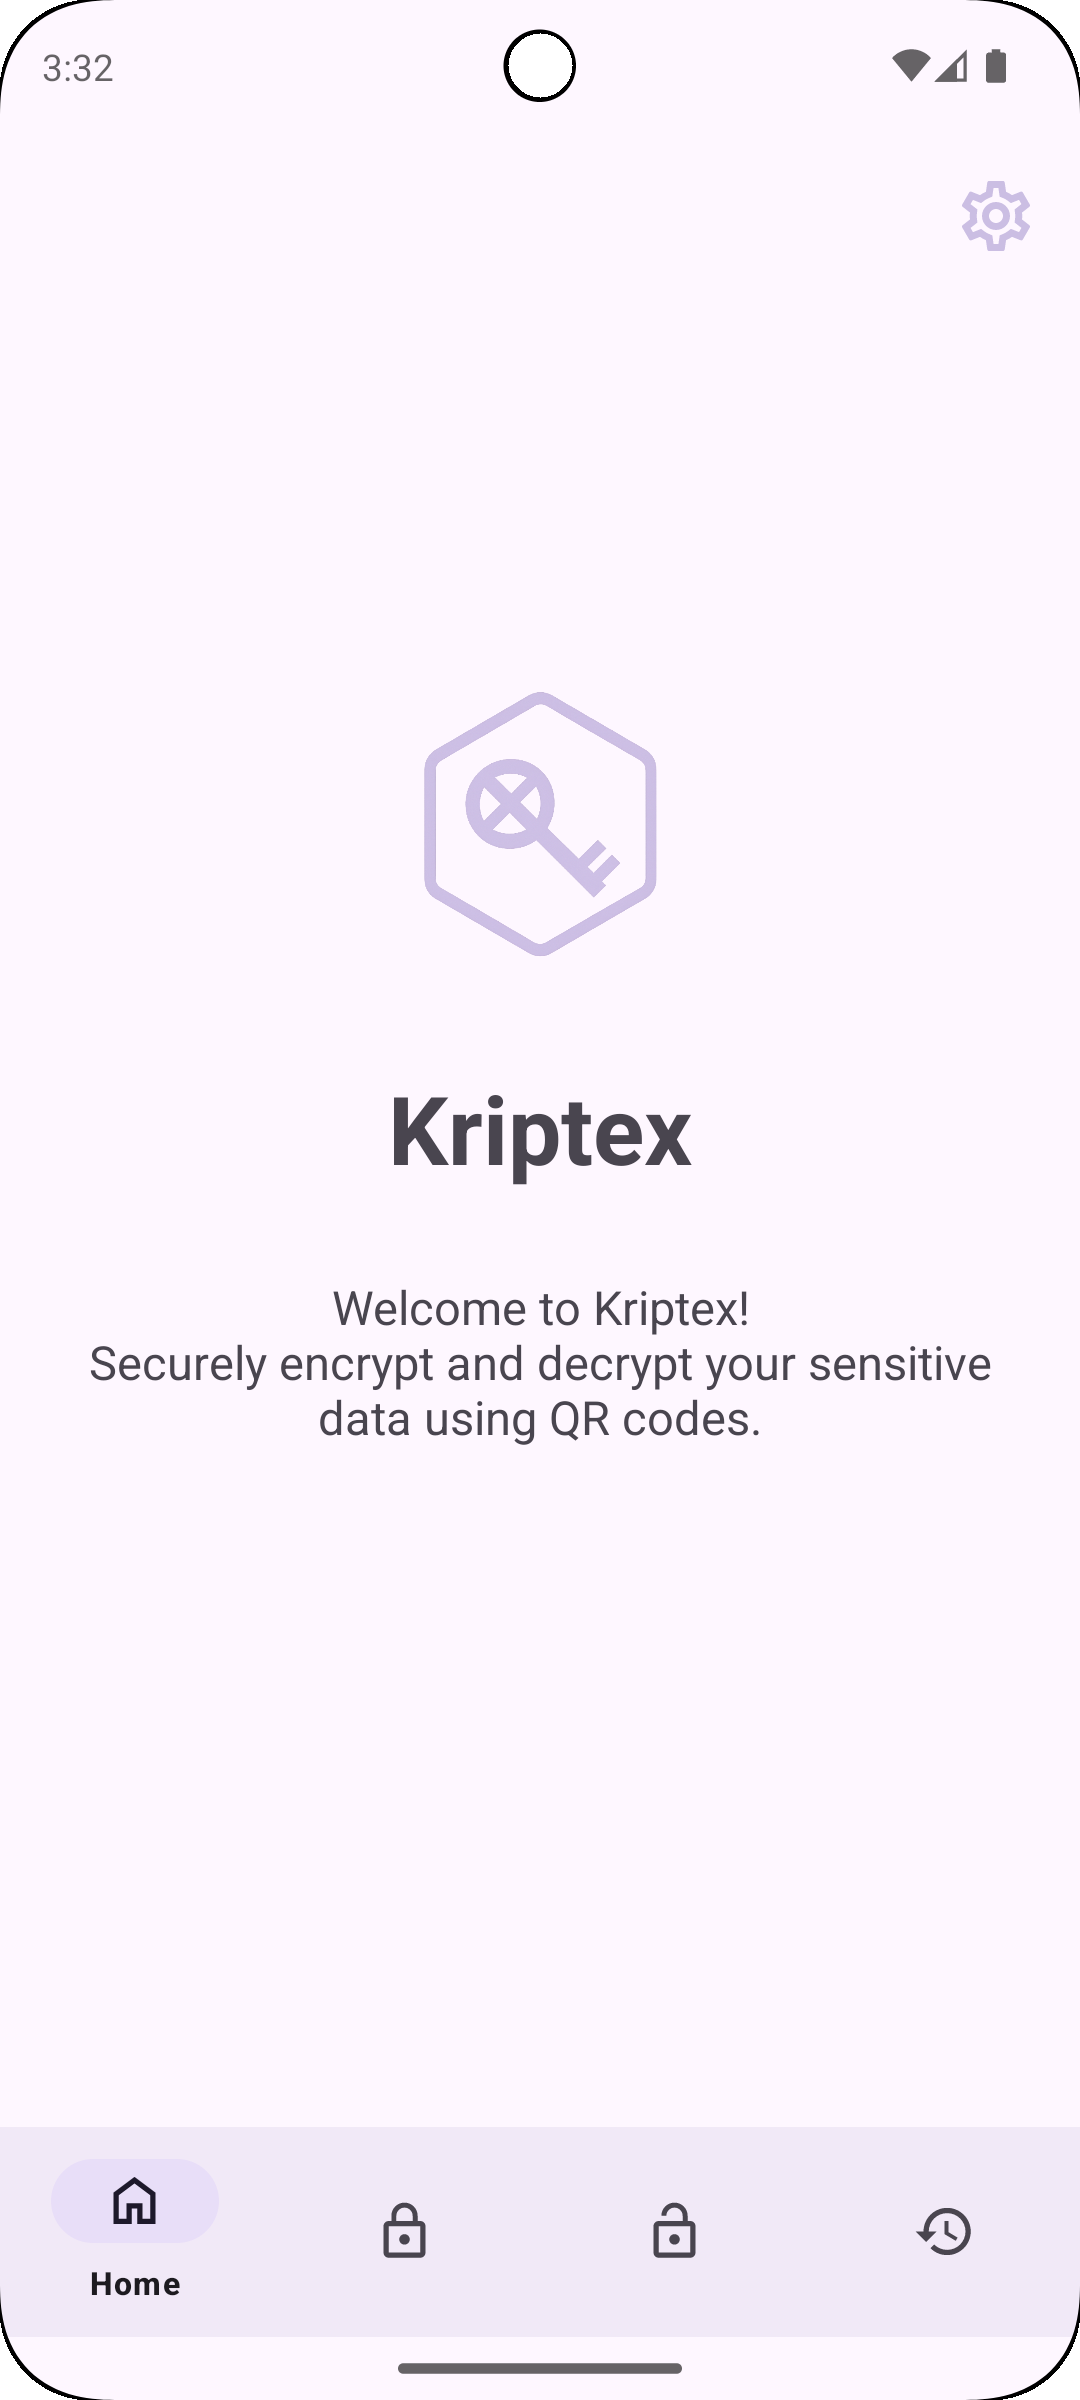 3:32
Kriptex
Welcome to Kriptex!
Securely encrypt and decrypt your sensitive
data using QR codes.
Home